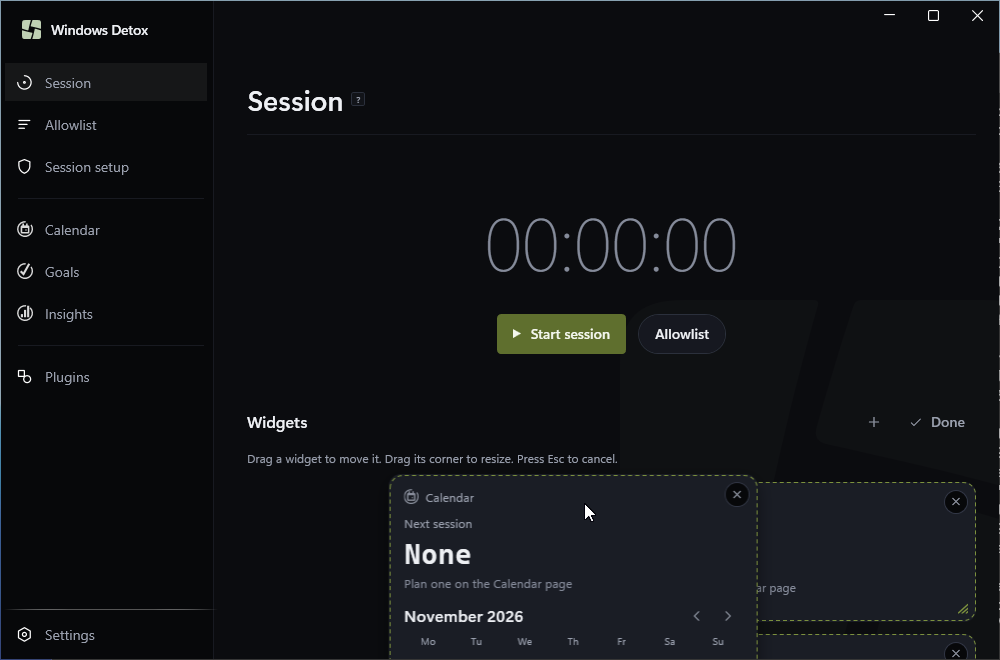 Windows Detox
Session
Allowlist
Session setup
Calendar
Goals
Insights
Plugins
Settings
Session ?
00:00:00
Start session
Allowlist
Widgets
Done
Drag a widget to move it. Drag its corner to resize. Press Esc to cancel.
Calendar
Next session
None
Plan one on the Calendar page
page
November 2026
Mo Tu We Th Fr Sa Su